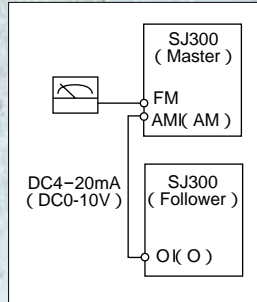 SJ300
( Master )
FM
AMI( AM )
DC4−20mA
( DC0-10V )
SJ300
( Follower )
OI( O )